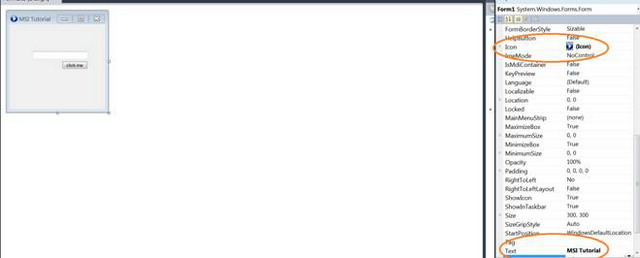 MSI Tutorial
click me
Form1 System.Windows.Forms.Form
FormBorderStyle Sizable
HelpButton False
Icon (Icon)
ImeMode NoControl
IsMdiContainer False
KeyPreview False
Language (Default)
Localizable False
Location 0, 0
Locked False
MainMenuStrip (none)
MaximizeBox True
MaximumSize 0, 0
MinimizeBox True
MinimumSize 0, 0
Opacity 100%
Padding 0, 0, 0, 0
RightToLeft No
RightToLeftLayout False
ShowIcon True
ShowInTaskbar True
Size 300, 300
SizeGripStyle Auto
StartPosition WindowsDefaultLocation
Tag
Text MSI Tutorial